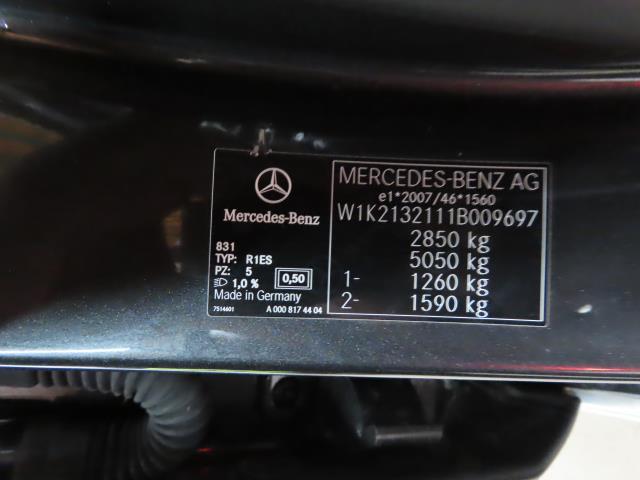 Mercedes-Benz
831
TYP: R1ES
PZ: 5
1,0 %
0,50
Made in Germany
7514401
A 000 817 44 04
MERCEDES-BENZ AG
e1*2007/46*1560
W1K2132111B009697
2850 kg
5050 kg
1- 1260 kg
2- 1590 kg